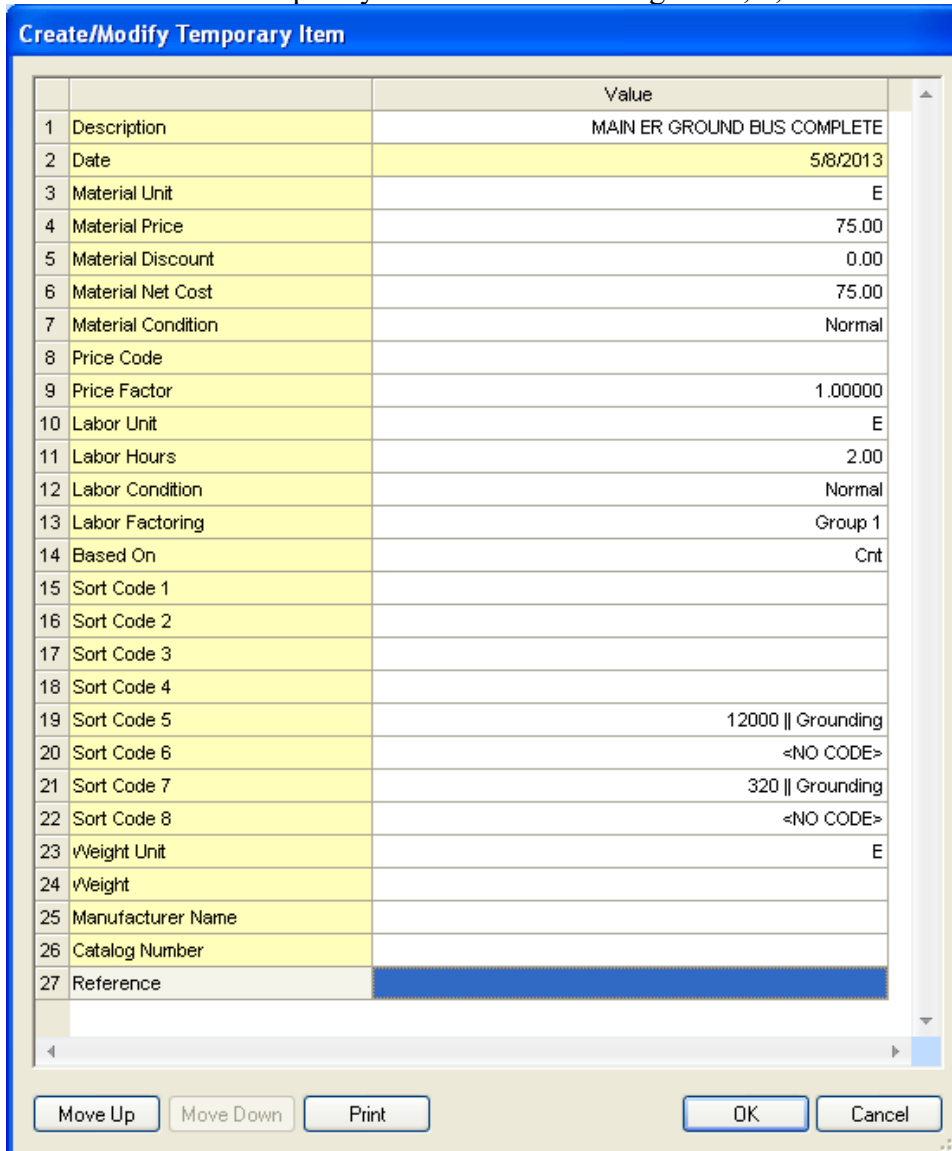 Create/Modify Temporary Item
Value
1 Description MAIN ER GROUND BUS COMPLETE
2 Date 5/8/2013
3 Material Unit E
4 Material Price 75.00
5 Material Discount 0.00
6 Material Net Cost 75.00
7 Material Condition Normal
8 Price Code
9 Price Factor 1.00000
10 Labor Unit E
11 Labor Hours 2.00
12 Labor Condition Normal
13 Labor Factoring Group 1
14 Based On Cnt
15 Sort Code 1
16 Sort Code 2
17 Sort Code 3
18 Sort Code 4
19 Sort Code 5 12000 || Grounding
20 Sort Code 6 <NO CODE>
21 Sort Code 7 320 || Grounding
22 Sort Code 8 <NO CODE>
23 Weight Unit E
24 Weight
25 Manufacturer Name
26 Catalog Number
27 Reference
Move Up Move Down Print OK Cancel